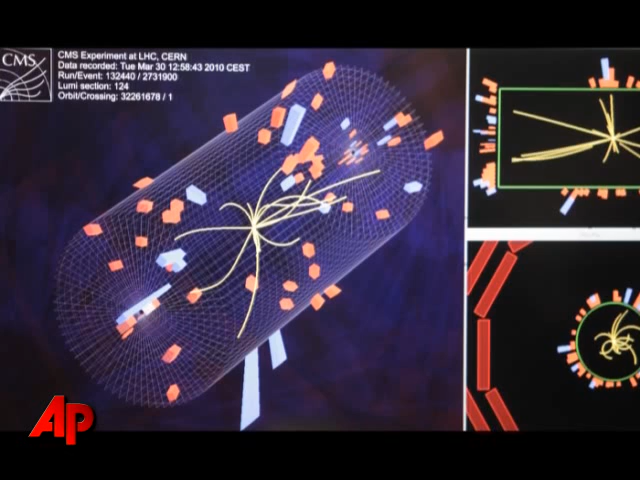 CMS
CMS Experiment at LHC, CERN
Data recorded: Tue Mar 30 12:58:43 2010 CEST
Run/Event: 132440 / 2731900
Lumi section: 124
Orbit/Crossing: 32261678 / 1
AP